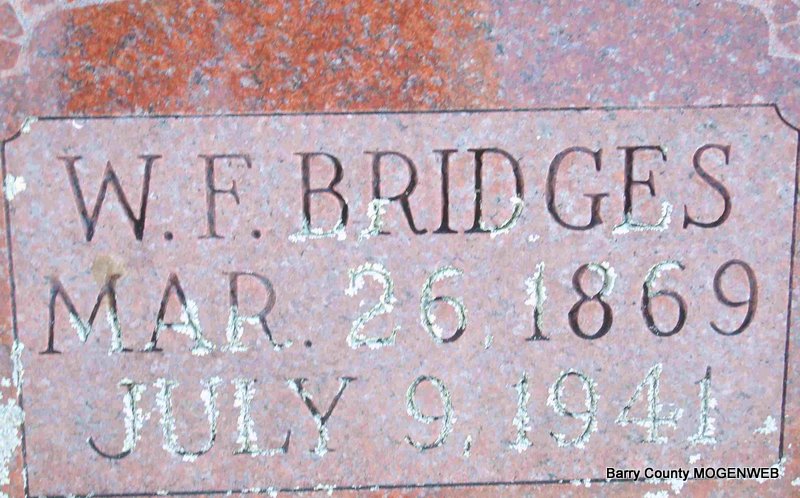 W. F. BRIDGES
MAR. 26, 1869
JULY 9, 1941
Barry County MOGENWEB